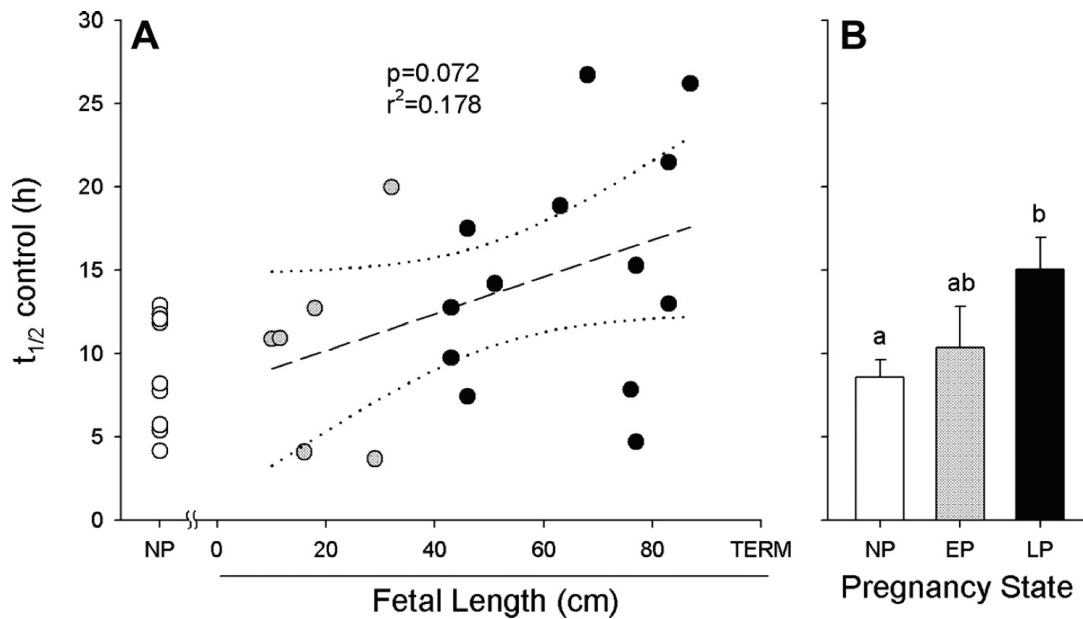 A
p=0.072
r²=0.178
t1/2 control (h)
30
25
20
15
10
5
0
NP
0
20
40
60
80
TERM
Fetal Length (cm)
B
a
ab
b
NP
EP
LP
Pregnancy State